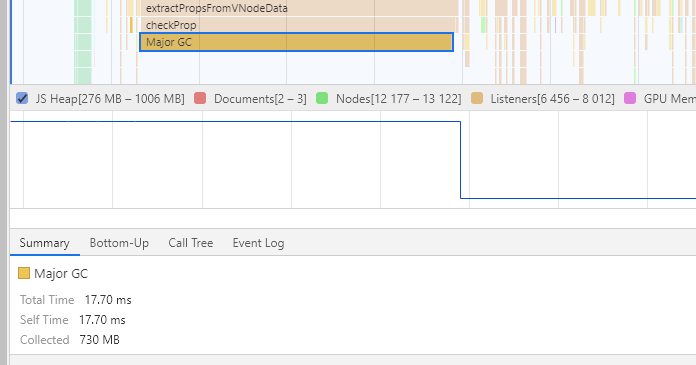 extractPropsFromVNodeData
checkProp
Major GC
JS Heap[276 MB – 1006 MB] Documents[2 – 3] Nodes[12 177 – 13 122] Listeners[6 456 – 8 012] GPU Mem
Summary Bottom-Up Call Tree Event Log
Major GC
Total Time 17.70 ms
Self Time 17.70 ms
Collected 730 MB